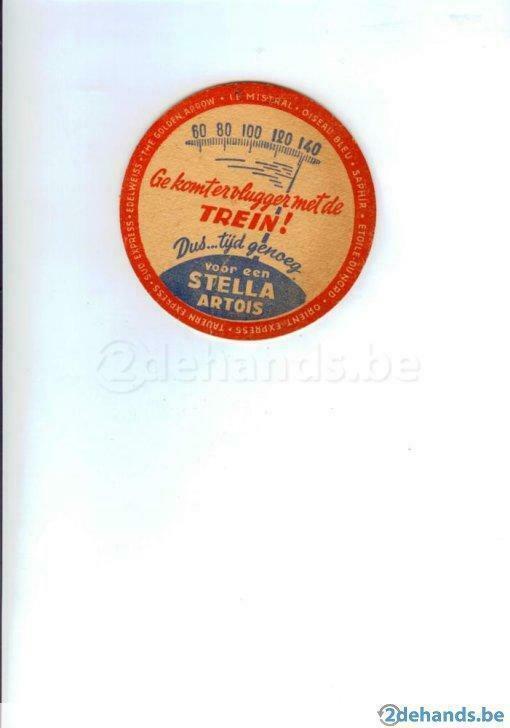 LE MISTRAL • OISEAU BLEU • SAPHIR • ETOILE DU NORD • ORIENT-EXPRESS • TAUERN EXPRESS • SUD EXPRESS • EDELWEISS • THE GOLDEN ARROW •
60 80 100 120 140
Ge komt er vlugger met de
TREIN!
Dus...tijd genoeg
voor een
STELLA
ARTOIS
2dehands.be
2dehands.be